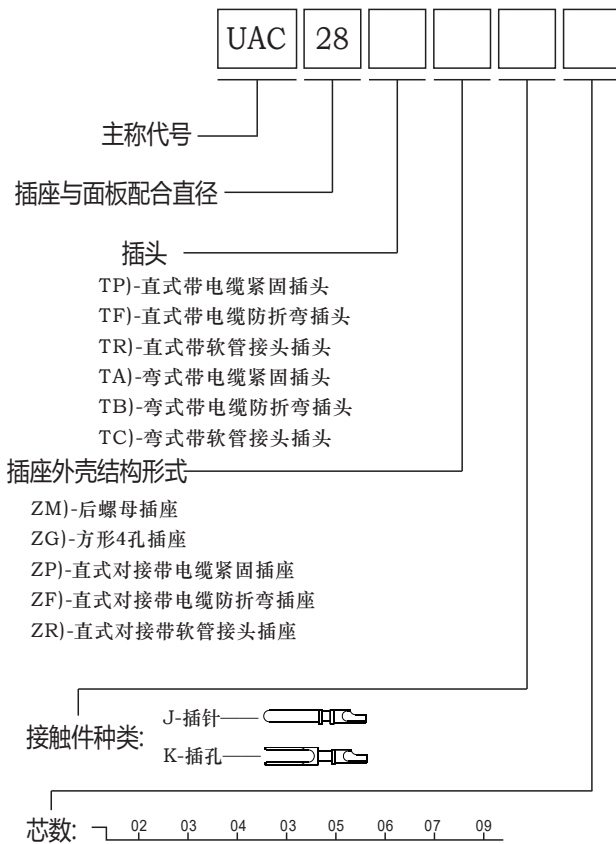 UAC 28
主称代号
插座与面板配合直径
插头
TP)-直式带电缆紧固插头
TF)-直式带电缆防折弯插头
TR)-直式带软管接头插头
TA)-弯式带电缆紧固插头
TB)-弯式带电缆防折弯插头
TC)-弯式带软管接头插头
插座外壳结构形式
ZM)-后螺母插座
ZG)-方形4孔插座
ZP)-直式对接带电缆紧固插座
ZF)-直式对接带电缆防折弯插座
ZR)-直式对接带软管接头插座
接触件种类:
J-插针
K-插孔
芯数: 02 03 04 03 05 06 07 09